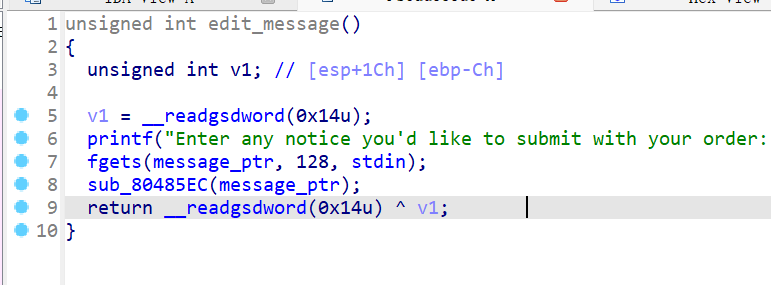 1 unsigned int edit_message()
2 {
3 unsigned int v1; // [esp+1Ch] [ebp-Ch]
4
5 v1 = __readgsdword(0x14u);
6 printf("Enter any notice you'd like to submit with your order:
7 fgets(message_ptr, 128, stdin);
8 sub_80485EC(message_ptr);
9 return __readgsdword(0x14u) ^ v1;
10 }